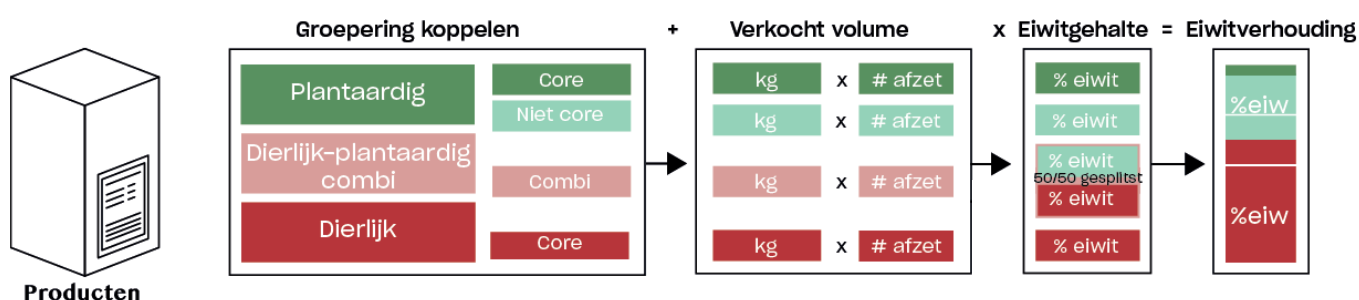 Groepering koppelen + Verkocht volume x Eiwitgehalte = Eiwitverhouding
Plantaardig
Core
Niet core
Dierlijk-plantaardig
combi
Combi
Dierlijk
Core
kg x # afzet
kg x # afzet
kg x # afzet
kg x # afzet
% eiwit
% eiwit
% eiwit
50/50 gesplitst
% eiwit
% eiwit
%eiw
%eiw
Producten